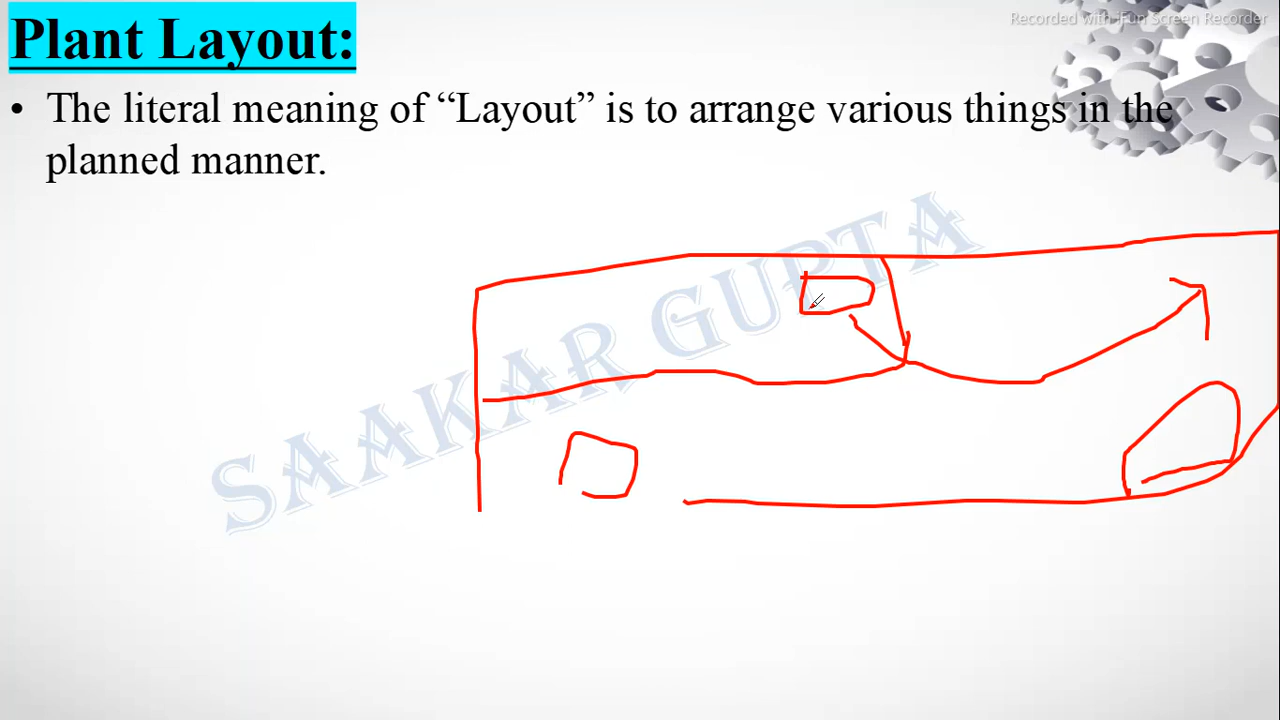 Plant Layout:
Recorded with iFun Screen Recorder
• The literal meaning of “Layout” is to arrange various things in the
planned manner.
SAAKAR GUPTA